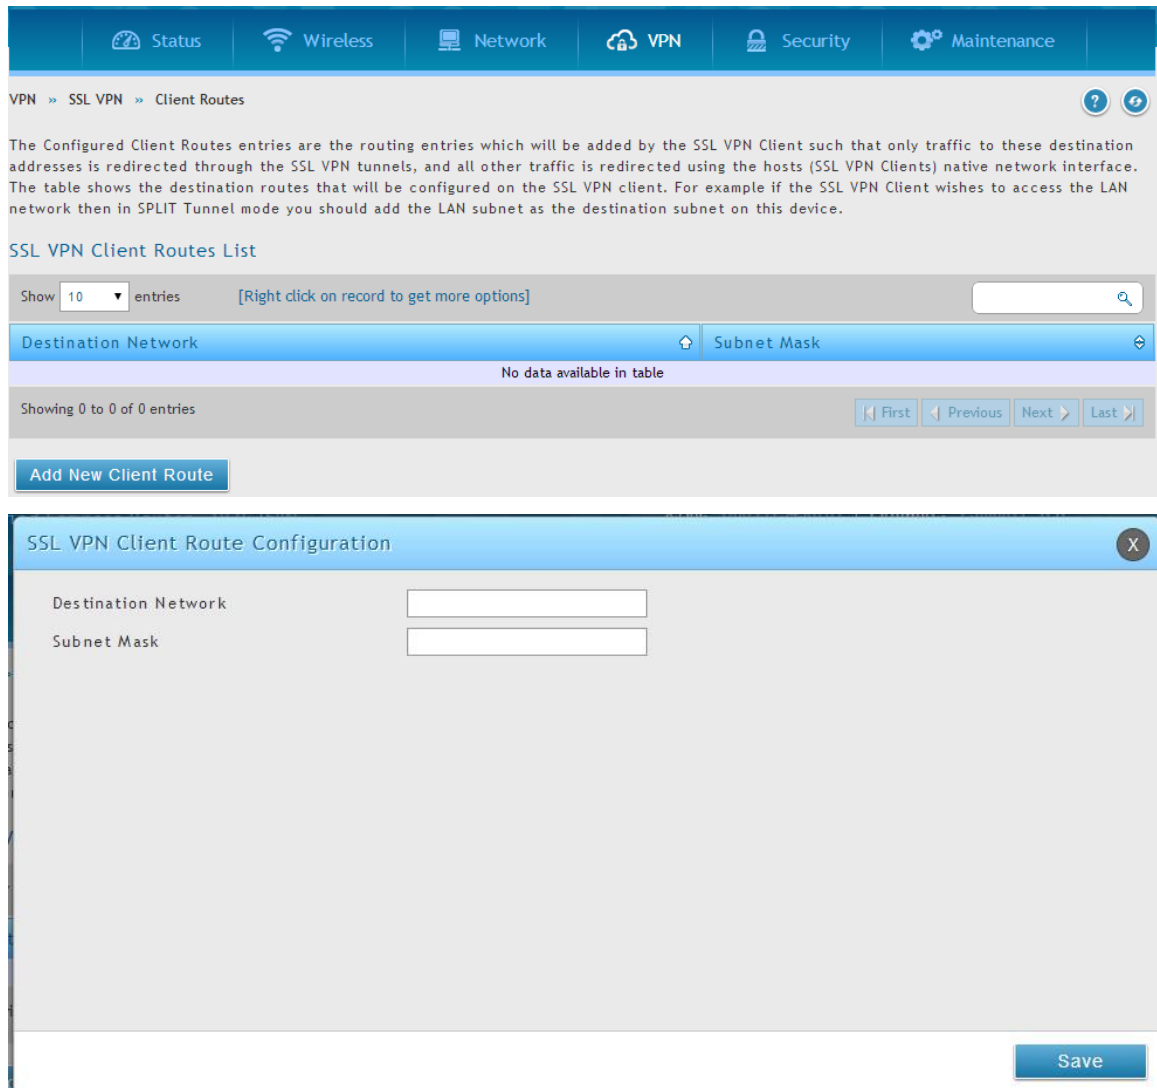 Status Wireless Network VPN Security Maintenance
VPN » SSL VPN » Client Routes
The Configured Client Routes entries are the routing entries which will be added by the SSL VPN Client such that only traffic to these destination
addresses is redirected through the SSL VPN tunnels, and all other traffic is redirected using the hosts (SSL VPN Clients) native network interface.
The table shows the destination routes that will be configured on the SSL VPN client. For example if the SSL VPN Client wishes to access the LAN
network then in SPLIT Tunnel mode you should add the LAN subnet as the destination subnet on this device.
SSL VPN Client Routes List
Show 10 entries [Right click on record to get more options]
Destination Network Subnet Mask
No data available in table
Showing 0 to 0 of 0 entries First Previous Next Last
Add New Client Route
SSL VPN Client Route Configuration X
Destination Network
Subnet Mask
Save